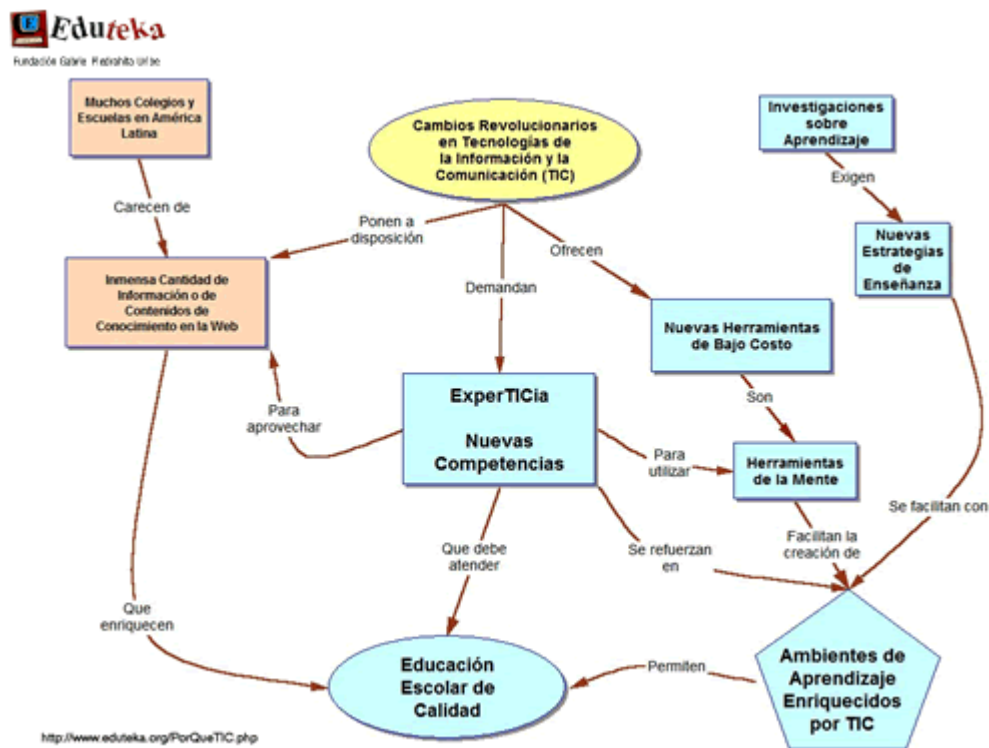 Eduteka
Fundación Gabriel Piedrahita Uribe
Muchos Colegios y
Escuelas en América
Latina
Cambios Revolucionarios
en Tecnologías de
la Información y la
Comunicación (TIC)
Investigaciones
sobre
Aprendizaje
Exigen
Carecen de
Ponen a
disposición
Ofrecen
Nuevas
Estrategias
de
Enseñanza
Inmensa Cantidad de
Información o de
Contenidos de
Conocimiento en la Web
Demandan
Nuevas Herramientas
de Bajo Costo
ExperTICia
Nuevas
Competencias
Para
aprovechar
Son
Para
utilizar
Herramientas
de la Mente
Se facilitan con
Que debe
atender
Se refuerzan
en
Facilitan la
creación de
Que
enriquecen
Educación
Escolar de
Calidad
Permiten
Ambientes de
Aprendizaje
Enriquecidos
por TIC
http://www.eduteka.org/PorQueTIC.php